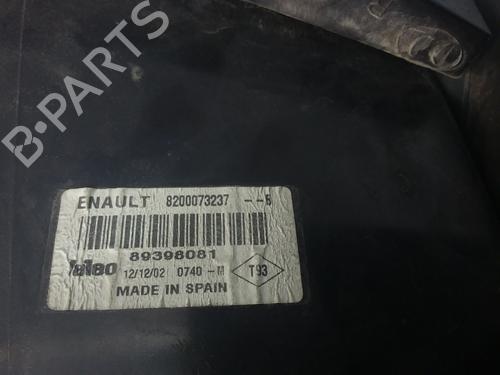 B-PARTS
ENAULT 8200073237 --B
89398081
Valeo 12/12/02 0740-M T93
MADE IN SPAIN